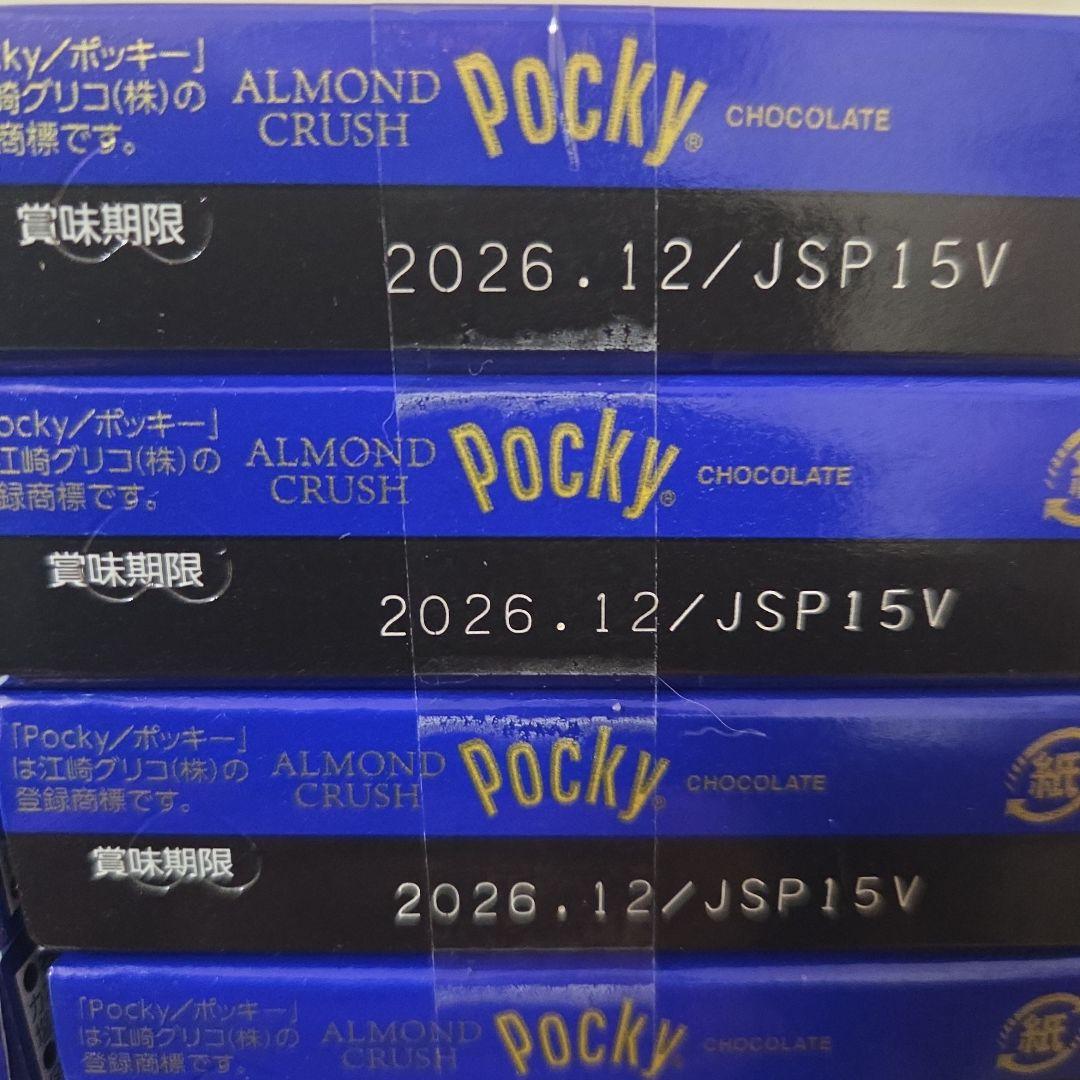 ky/ポッキー」
崎グリコ(株)の
商標です。
ALMOND
CRUSH
Pocky®
CHOCOLATE
賞味期限
2026.12/JSP15V
ocky/ポッキー」
江崎グリコ(株)の
録商標です。
ALMOND
CRUSH
Pocky®
CHOCOLATE
賞味期限
2026.12/JSP15V
「Pocky/ポッキー」
は江崎グリコ(株)の
登録商標です。
ALMOND
CRUSH
Pocky®
CHOCOLATE
紙
賞味期限
2026.12/JSP15V
「Pocky/ポッキー」
は江崎グリコ(株)の
登録商標です。
ALMOND
CRUSH
Pocky
CHOCOLATE
紙